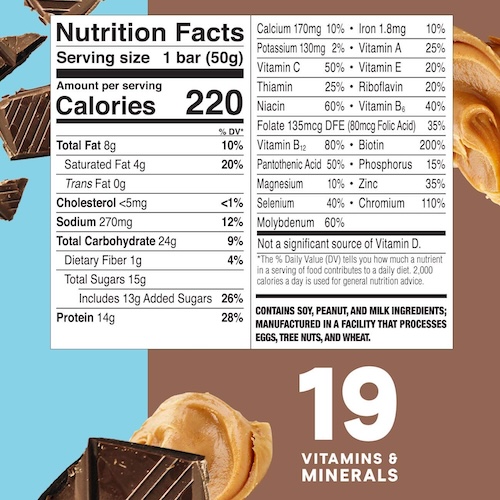 Nutrition Facts
Serving size 1 bar (50g)
Amount per serving
Calories 220
% DV*
Total Fat 8g 10%
Saturated Fat 4g 20%
Trans Fat 0g
Cholesterol <5mg <1%
Sodium 270mg 12%
Total Carbohydrate 24g 9%
Dietary Fiber 1g 4%
Total Sugars 15g
Includes 13g Added Sugars 26%
Protein 14g 28%
Calcium 170mg 10% • Iron 1.8mg 10%
Potassium 130mg 2% • Vitamin A 25%
Vitamin C 50% • Vitamin E 20%
Thiamin 25% • Riboflavin 20%
Niacin 60% • Vitamin B₆ 40%
Folate 135mcg DFE (80mcg Folic Acid) 35%
Vitamin B₁₂ 80% • Biotin 200%
Pantothenic Acid 50% • Phosphorus 15%
Magnesium 10% • Zinc 35%
Selenium 40% • Chromium 110%
Molybdenum 60%
Not a significant source of Vitamin D.
*The % Daily Value (DV) tells you how much a nutrient
in a serving of food contributes to a daily diet. 2,000
calories a day is used for general nutrition advice.
CONTAINS SOY, PEANUT, AND MILK INGREDIENTS;
MANUFACTURED IN A FACILITY THAT PROCESSES
EGGS, TREE NUTS, AND WHEAT.
19
VITAMINS &
MINERALS